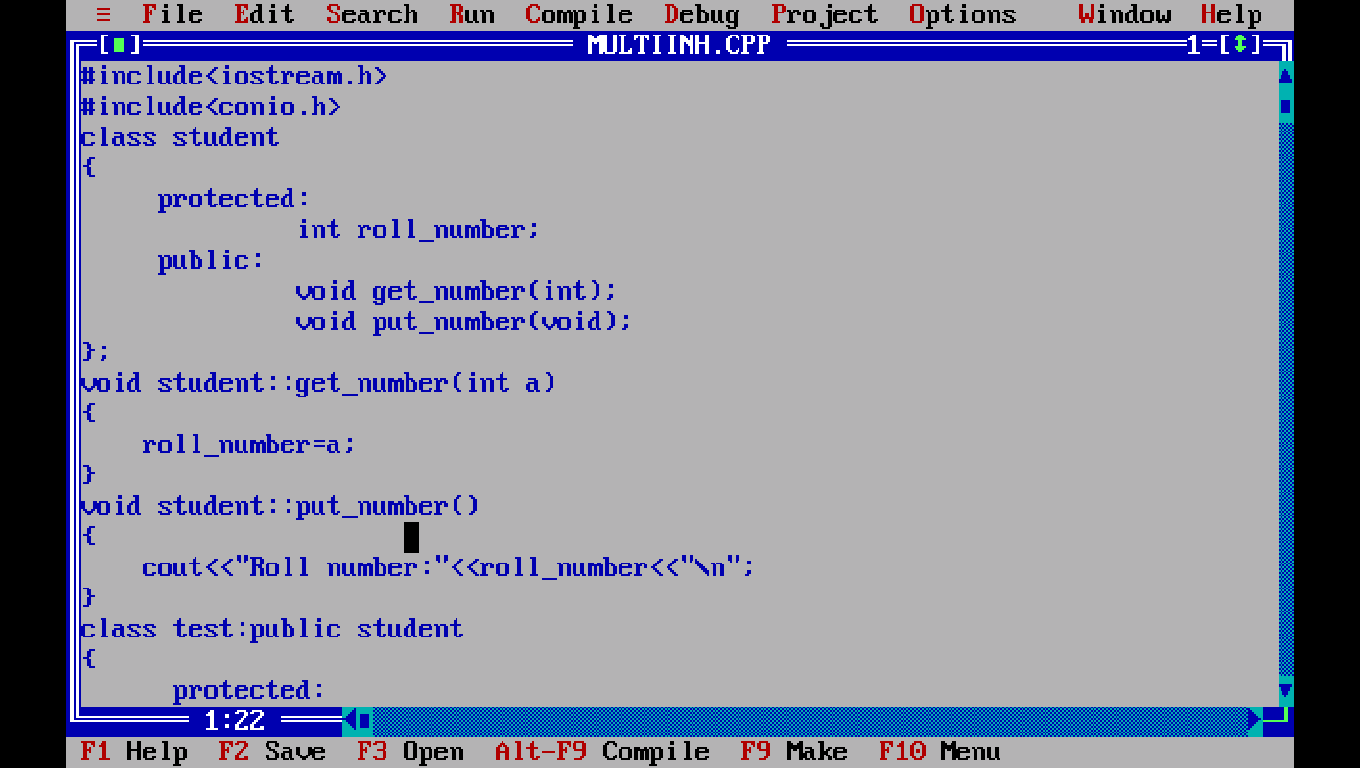 ≡ File Edit Search Run Compile Debug Project Options Window Help
[■] MULTIINH.CPP 1=[↕]
#include<iostream.h>
#include<conio.h>
class student
{
     protected:
              int roll_number;
     public:
              void get_number(int);
              void put_number(void);
};
void student::get_number(int a)
{
    roll_number=a;
}
void student::put_number()
{
    cout<<"Roll number:"<<roll_number<<"\n";
}
class test:public student
{
      protected:
1:22
F1 Help F2 Save F3 Open Alt-F9 Compile F9 Make F10 Menu